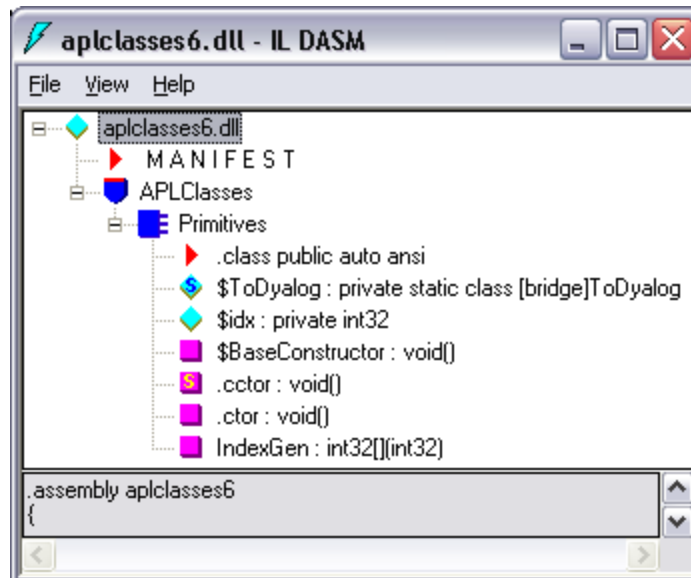 aplclasses6.dll - IL DASM
File View Help
aplclasses6.dll
M A N I F E S T
APLClasses
Primitives
.class public auto ansi
$ToDyalog : private static class [bridge]ToDyalog
$idx : private int32
$BaseConstructor : void()
.cctor : void()
.ctor : void()
IndexGen : int32[](int32)
.assembly aplclasses6
{